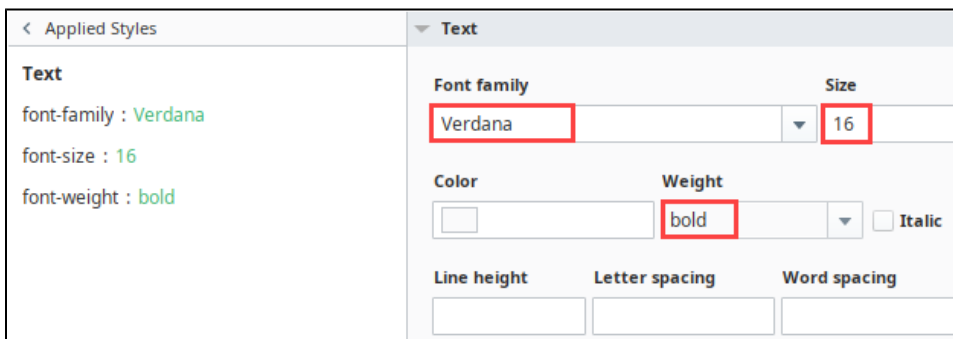 Applied Styles
Text
font-family : Verdana
font-size : 16
font-weight : bold
Text
Font family Size
Verdana 16
Color Weight
bold Italic
Line height Letter spacing Word spacing